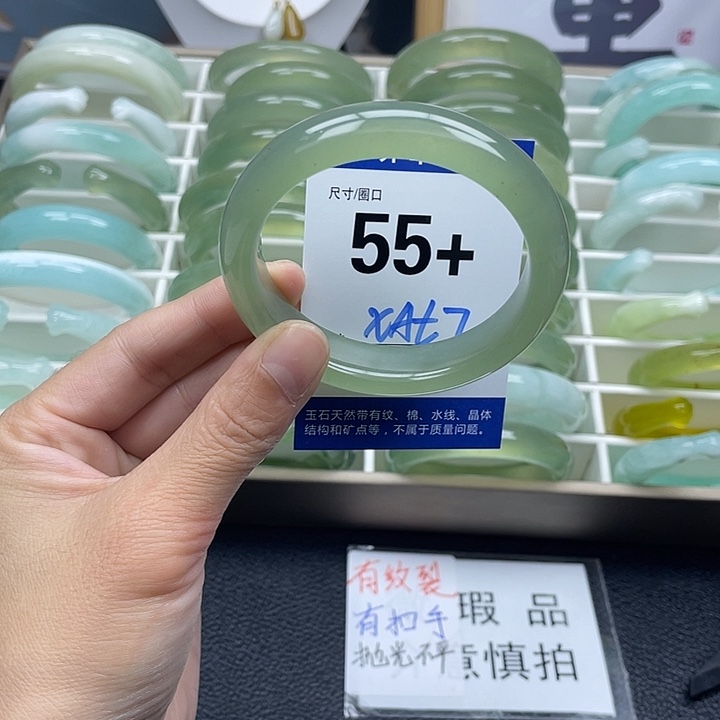 尺寸/圈口
55+
玉石天然带有纹、棉、水线、晶体
结构和矿点等，不属于质量问题。
有纹裂
有扣手
抛光不平
瑕 品
慎拍